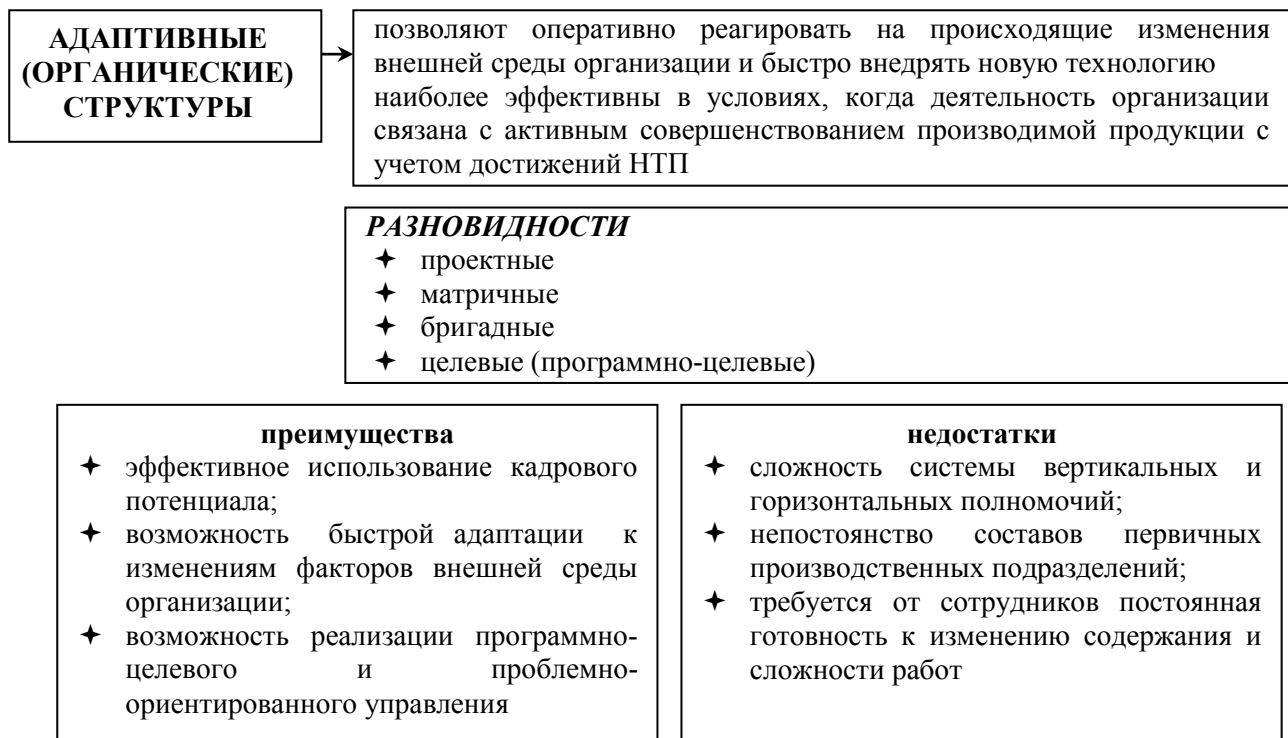 АДАПТИВНЫЕ
(ОРГАНИЧЕСКИЕ)
СТРУКТУРЫ
позволяют оперативно реагировать на происходящие изменения
внешней среды организации и быстро внедрять новую технологию
наиболее эффективны в условиях, когда деятельность организации
связана с активным совершенствованием производимой продукции с
учетом достижений НТП
РАЗНОВИДНОСТИ
проектные
матричные
бригадные
целевые (программно-целевые)
преимущества
эффективное использование кадрового
потенциала;
возможность быстрой адаптации к
изменениям факторов внешней среды
организации;
возможность реализации программно-
целевого и проблемно-
ориентированного управления
недостатки
сложность системы вертикальных и
горизонтальных полномочий;
непостоянство составов первичных
производственных подразделений;
требуется от сотрудников постоянная
готовность к изменению содержания и
сложности работ